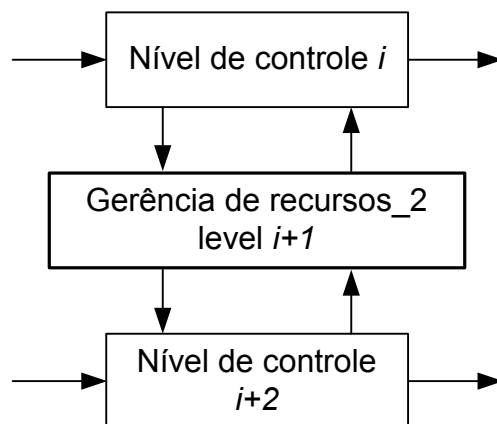 Nível de controle i
Gerência de recursos_2
level i+1
Nível de controle
i+2